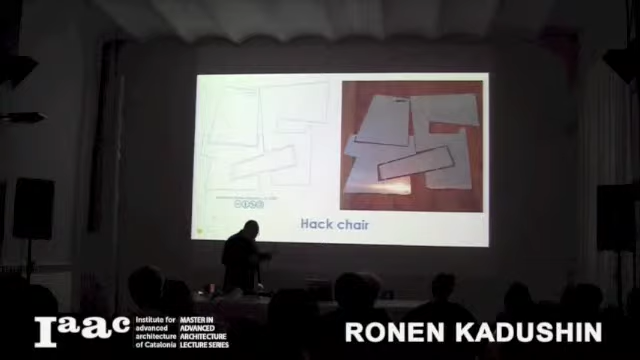 Hack chair
Iaac
Institute for
advanced
architecture
of Catalonia
MASTER IN
ADVANCED
ARCHITECTURE
LECTURE SERIES
RONEN KADUSHIN